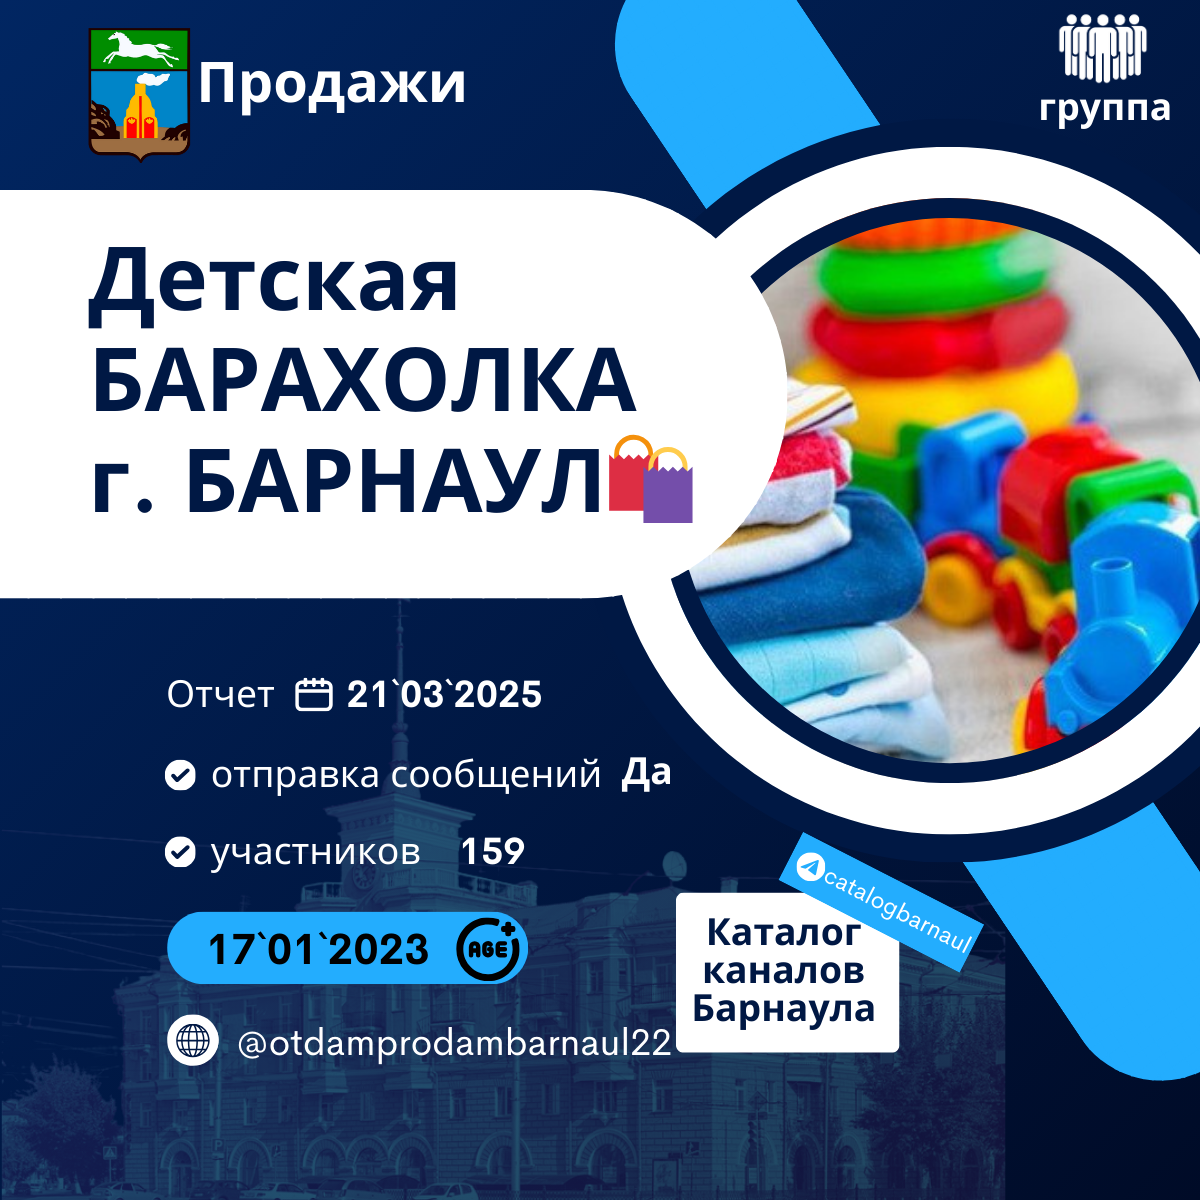 Продажи
группа
Детская
БАРАХОЛКА
г. БАРНАУЛ
Отчет 21`03`2025
отправка сообщений Да
участников 159
17`01`2023 AGE+
@otdamprodambarnaul22
catalogbarnaul
Каталог
каналов
Барнаула